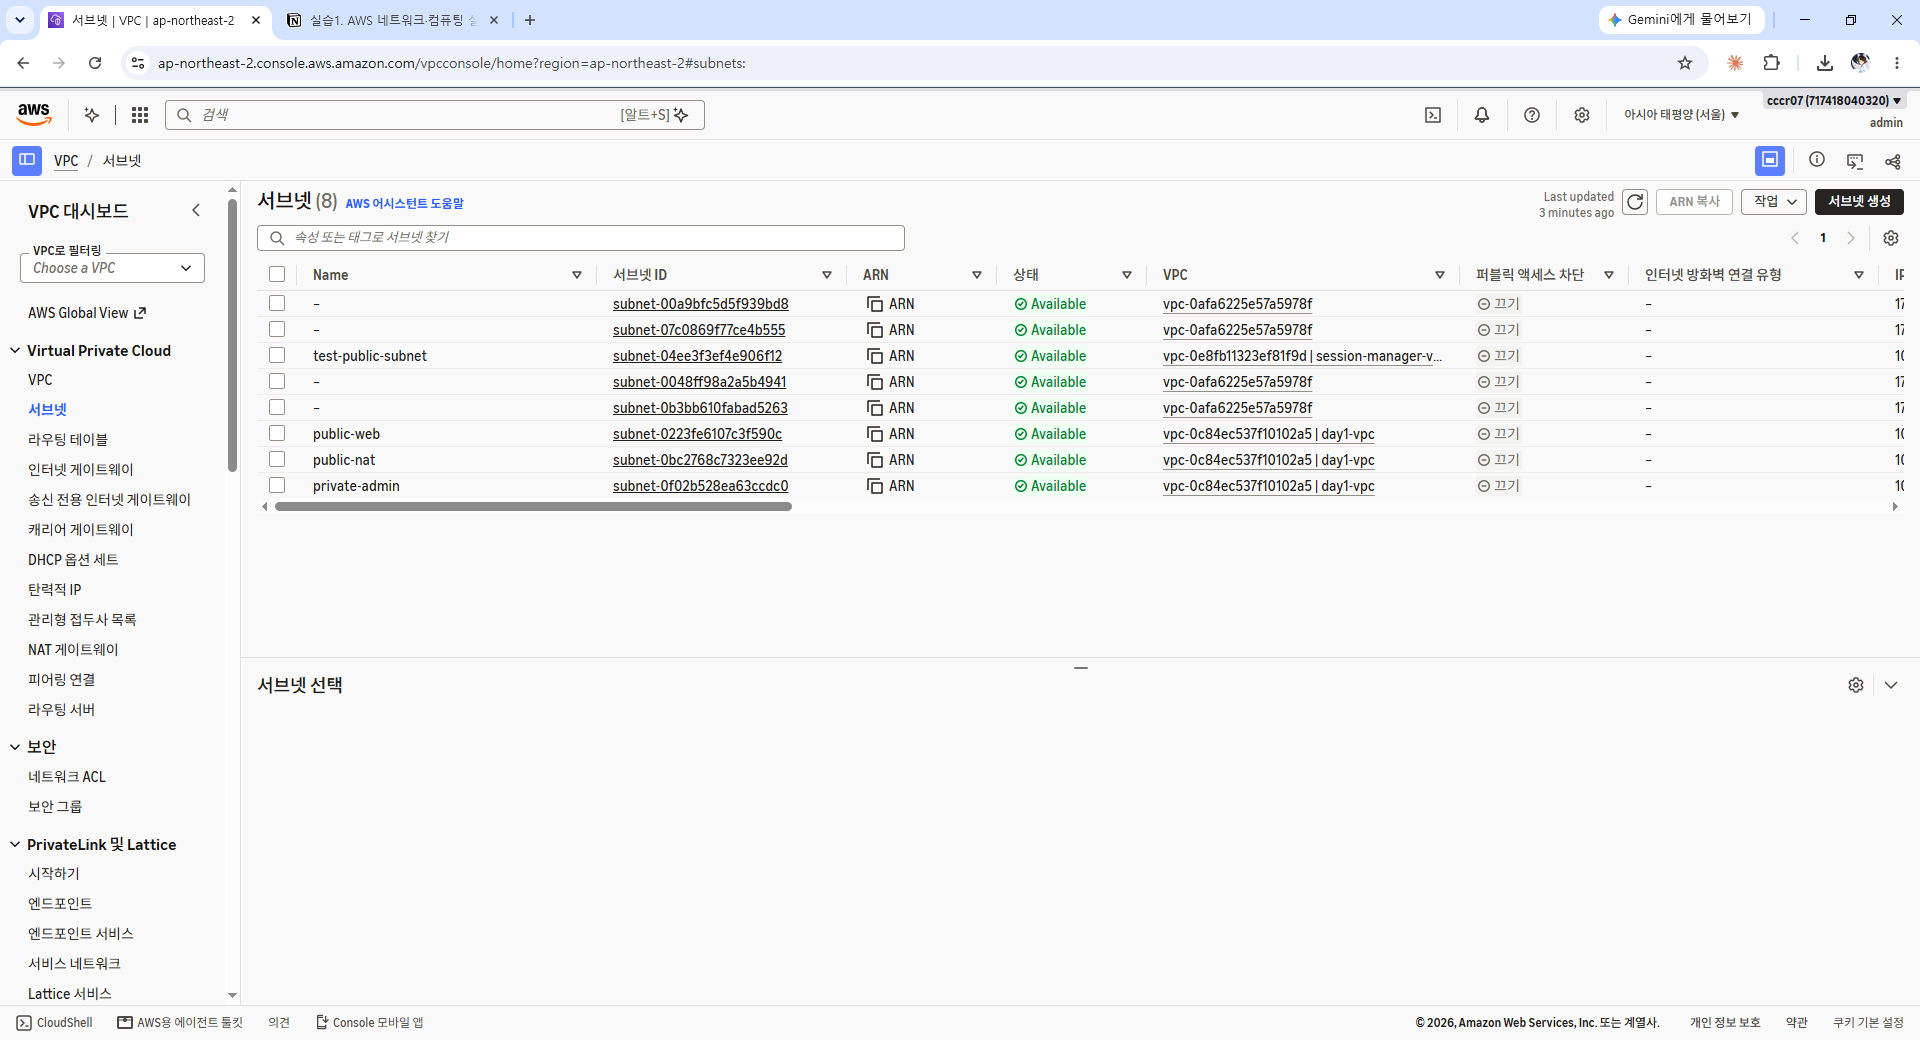 서브넷 | VPC | ap-northeast-2
실습1. AWS 네트워크·컴퓨팅
Gemini에게 물어보기
ap-northeast-2.console.aws.amazon.com/vpcconsole/home?region=ap-northeast-2#subnets:
aws
검색
[알트+S]
아시아 태평양 (서울)
cccr07 (717418040320)
admin
VPC / 서브넷
VPC 대시보드
VPC로 필터링
Choose a VPC
AWS Global View
Virtual Private Cloud
VPC
서브넷
라우팅 테이블
인터넷 게이트웨이
송신 전용 인터넷 게이트웨이
캐리어 게이트웨이
DHCP 옵션 세트
탄력적 IP
관리형 접두사 목록
NAT 게이트웨이
피어링 연결
라우팅 서버
보안
네트워크 ACL
보안 그룹
PrivateLink 및 Lattice
시작하기
엔드포인트
엔드포인트 서비스
서비스 네트워크
Lattice 서비스
서브넷 (8) AWS 어시스턴트 도움말
Last updated
3 minutes ago
ARN 복사
작업
서브넷 생성
속성 또는 태그로 서브넷 찾기
1
Name 서브넷 ID ARN 상태 VPC 퍼블릭 액세스 차단 인터넷 방화벽 연결 유형 IP
– subnet-00a9bfc5d5f939bd8 ARN Available vpc-0afa6225e57a5978f 끄기 – 17
– subnet-07c0869f77ce4b555 ARN Available vpc-0afa6225e57a5978f 끄기 – 17
test-public-subnet subnet-04ee3f3ef4e906f12 ARN Available vpc-0e8fb11323ef81f9d | session-manager-v... 끄기 – 10
– subnet-0048ff98a2a5b4941 ARN Available vpc-0afa6225e57a5978f 끄기 – 17
– subnet-0b3bb610fabad5263 ARN Available vpc-0afa6225e57a5978f 끄기 – 17
public-web subnet-0223fe6107c3f590c ARN Available vpc-0c84ec537f10102a5 | day1-vpc 끄기 – 10
public-nat subnet-0bc2768c7323ee92d ARN Available vpc-0c84ec537f10102a5 | day1-vpc 끄기 – 10
private-admin subnet-0f02b528ea63ccdc0 ARN Available vpc-0c84ec537f10102a5 | day1-vpc 끄기 – 10
서브넷 선택
CloudShell
AWS용 에이전트 툴킷
의견
Console 모바일 앱
© 2026, Amazon Web Services, Inc. 또는 계열사.
개인 정보 보호
약관
쿠키 기본 설정